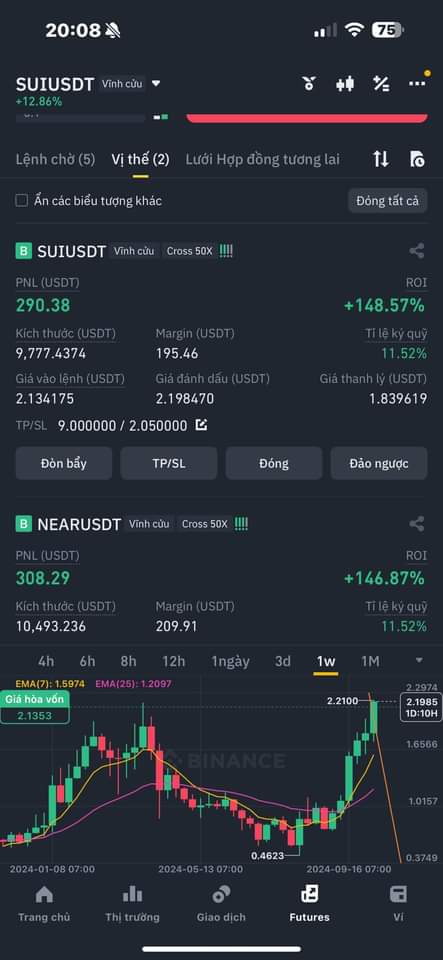 20:08
75
SUIUSDT Vĩnh cửu
+12.86%
Lệnh chờ (5) Vị thế (2) Lưới Hợp đồng tương lai
Ẩn các biểu tượng khác Đóng tất cả
B SUIUSDT Vĩnh cửu Cross 50X !!!!
PNL (USDT) ROI
290.38 +148.57%
Kích thước (USDT) Margin (USDT) Tỉ lệ ký quỹ
9,777.4374 195.46 11.52%
Giá vào lệnh (USDT) Giá đánh dấu (USDT) Giá thanh lý (USDT)
2.134175 2.198470 1.839619
TP/SL 9.000000 / 2.050000
Đòn bẩy TP/SL Đóng Đảo ngược
B NEARUSDT Vĩnh cửu Cross 50X !!!!
PNL (USDT) ROI
308.29 +146.87%
Kích thước (USDT) Margin (USDT) Tỉ lệ ký quỹ
10,493.236 209.91 11.52%
4h 6h 8h 12h 1ngày 3d 1w 1M
EMA(7): 1.5974 EMA(25): 1.2097
2.2974
Giá hòa vốn
2.1353
2.2100
2.1985
1D:10H
1.6566
BINANCE
1.0157
0.4623
0.3749
2024-01-08 07:00 2024-05-13 07:00 2024-09-16 07:00
Trang chủ Thị trường Giao dịch Futures Ví